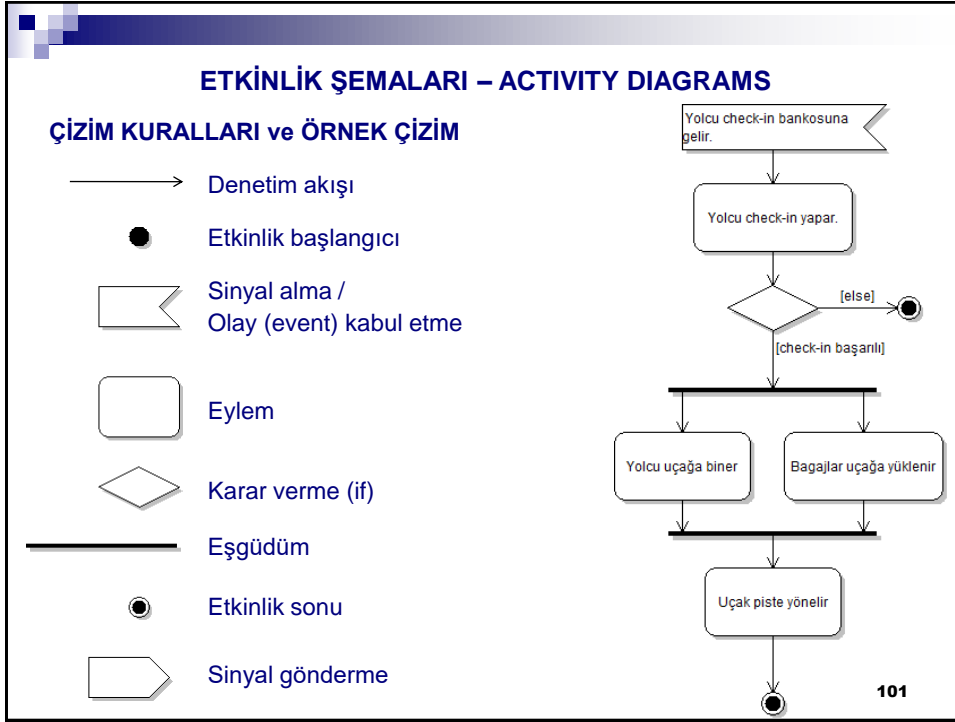 ETKİNLİK ŞEMALARI – ACTIVITY DIAGRAMS
ÇİZİM KURALLARI ve ÖRNEK ÇİZİM
Denetim akışı
Etkinlik başlangıcı
Sinyal alma /
Olay (event) kabul etme
Eylem
Karar verme (if)
Eşgüdüm
Etkinlik sonu
Sinyal gönderme
Yolcu check-in bankosuna
gelir.
Yolcu check-in yapar.
[else]
[check-in başarılı]
Yolcu uçağa biner
Bagajlar uçağa yüklenir
Uçak piste yönelir
101